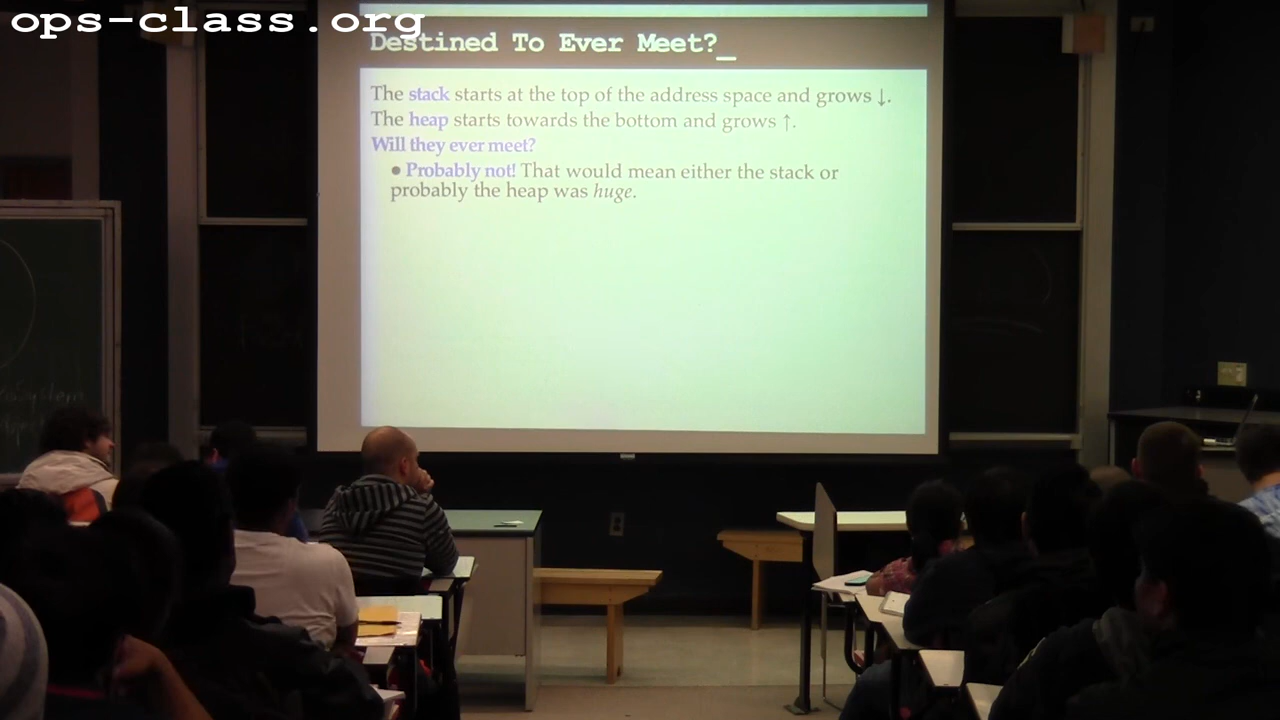 ops-class.org
Destined To Ever Meet?_
The stack starts at the top of the address space and grows ↓.
The heap starts towards the bottom and grows ↑.
Will they ever meet?
• Probably not! That would mean either the stack or
probably the heap was huge.